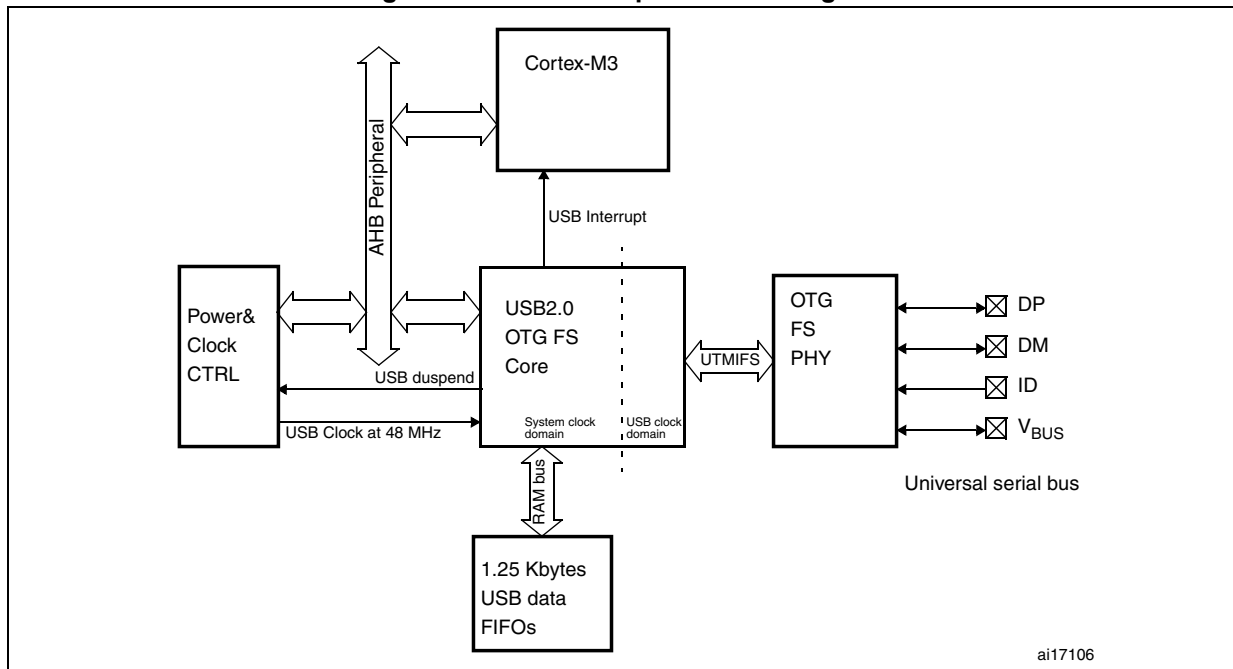 Cortex-M3
AHB Peripheral
USB Interrupt
Power&
Clock
CTRL
USB2.0
OTG FS
Core
UTMIFS
OTG
FS
PHY
DP
DM
ID
VBUS
USB duspend
USB Clock at 48 MHz
System clock
domain
USB clock
domain
RAM bus
Universal serial bus
1.25 Kbytes
USB data
FIFOs
ai17106